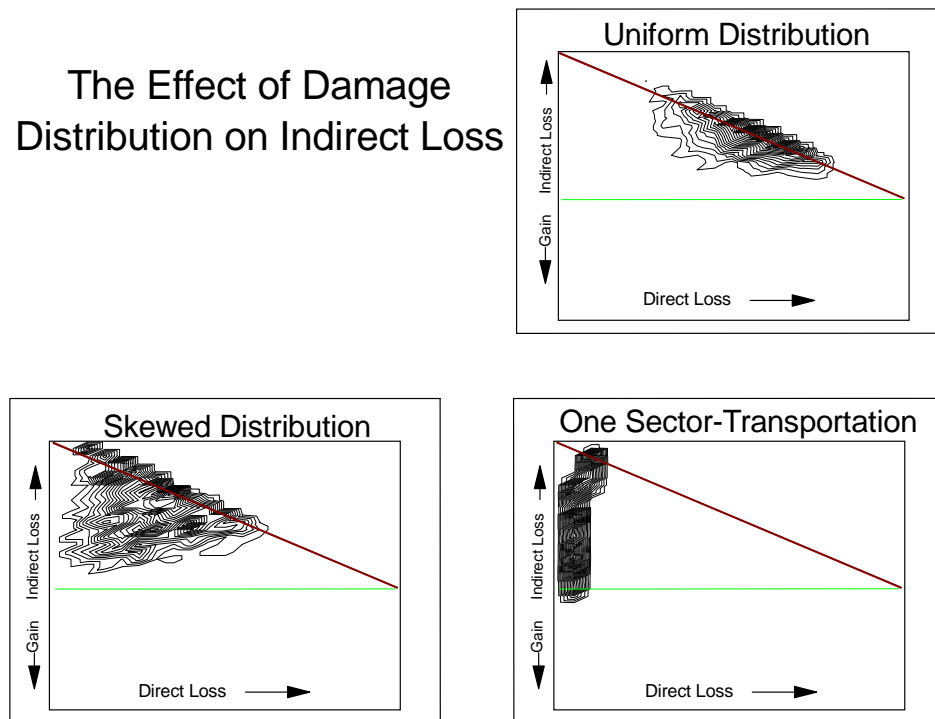 The Effect of Damage
Distribution on Indirect Loss
Uniform Distribution
Indirect Loss
Gain
Direct Loss
Skewed Distribution
Indirect Loss
Gain
Direct Loss
One Sector-Transportation
Indirect Loss
Gain
Direct Loss